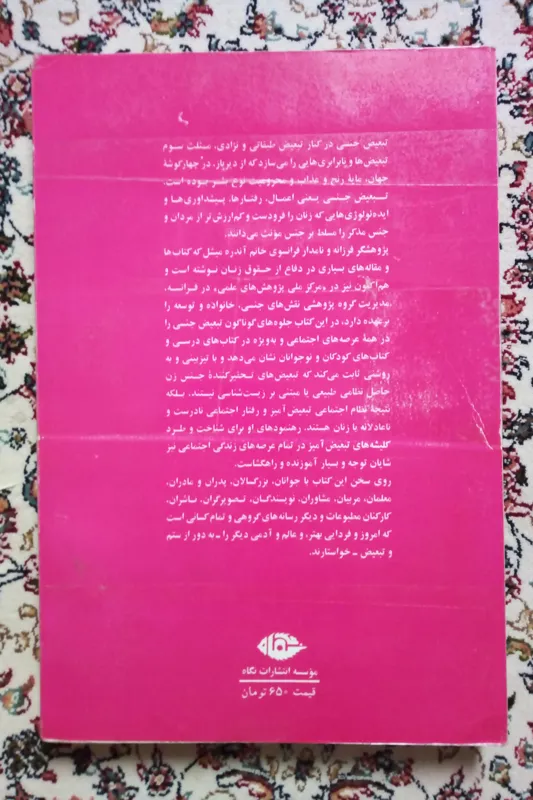 تبعیض جنسی در کنار تبعیض طبقاتی و نژادی، مثلث شوم
تبعیض‌ها و نابرابری‌هایی را می‌سازد که از دیرباز، در چهارگوشهٔ
جهان، مایهٔ رنج و عذاب و محرومیت نوع بشر بوده است.
تبعیض جنسی یعنی اعمال، رفتارها، پیشداوری‌ها و
ایده‌ئولوژی‌هایی که زنان را فرودست و کم‌ارزش‌تر از مردان و
جنس مذکر را مسلط بر جنس مؤنث می‌دانند.
پژوهشگر فرزانه و نامدار فرانسوی خانم آندره میشل که کتاب‌ها
و مقاله‌های بسیاری در دفاع از حقوق زنان نوشته است و
هم‌اکنون نیز در «مرکز ملی پژوهش‌های علمی» در فرانسه،
مدیریت گروه پژوهشی نقش‌های جنسی، خانواده و توسعه را
برعهده دارد، در این کتاب جلوه‌های گوناگون تبعیض جنسی را
در همهٔ عرصه‌های اجتماعی و به‌ویژه در کتاب‌های درسی و
کتاب‌های کودکان و نوجوانان نشان می‌دهد و با تیزبینی و به
روشنی ثابت می‌کند که تبعیض‌های تحقیرکنندهٔ جنس زن
حاصل نظامی طبیعی یا مبتنی بر زیست‌شناسی نیستند، بلکه
نتیجهٔ نظام اجتماعی تبعیض‌آمیز و رفتار اجتماعی نادرست و
ناعادلانه با زنان هستند. رهنمودهای او برای شناخت و طرد
کلیشه‌های تبعیض‌آمیز در تمام عرصه‌های زندگی اجتماعی نیز
شایان توجه و بسیار آموزنده و راهگشاست.
روی سخن این کتاب با جوانان، بزرگسالان، پدران و مادران،
معلمان، مربیان، مشاوران، نویسندگان، تصویرگران، ناشران،
کارکنان مطبوعات و دیگر رسانه‌های گروهی و تمام کسانی است
که امروز و فردایی بهتر، و عالم و آدمی دیگر را ـ به دور از ستم
و تبعیض ـ خواستارند.
نگاه
مؤسسه انتشارات نگاه
قیمت ۶۵۰ تومان